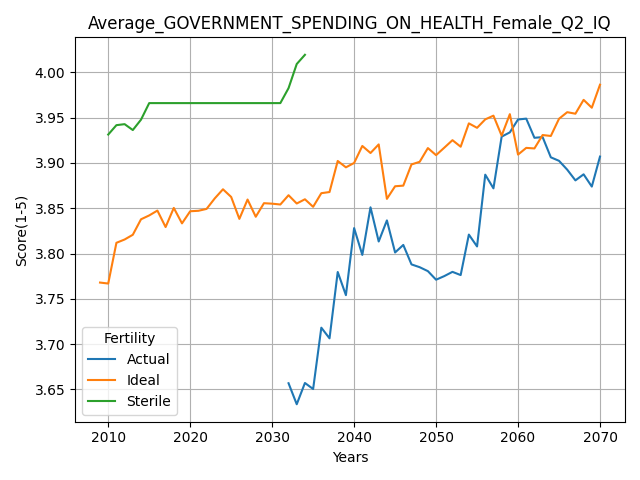 Average_GOVERNMENT_SPENDING_ON_HEALTH_Female_Q2_IQ
Score(1-5)
4.00
3.95
3.90
3.85
3.80
3.75
3.70
3.65
Fertility
Actual
Ideal
Sterile
2010 2020 2030 2040 2050 2060 2070
Years